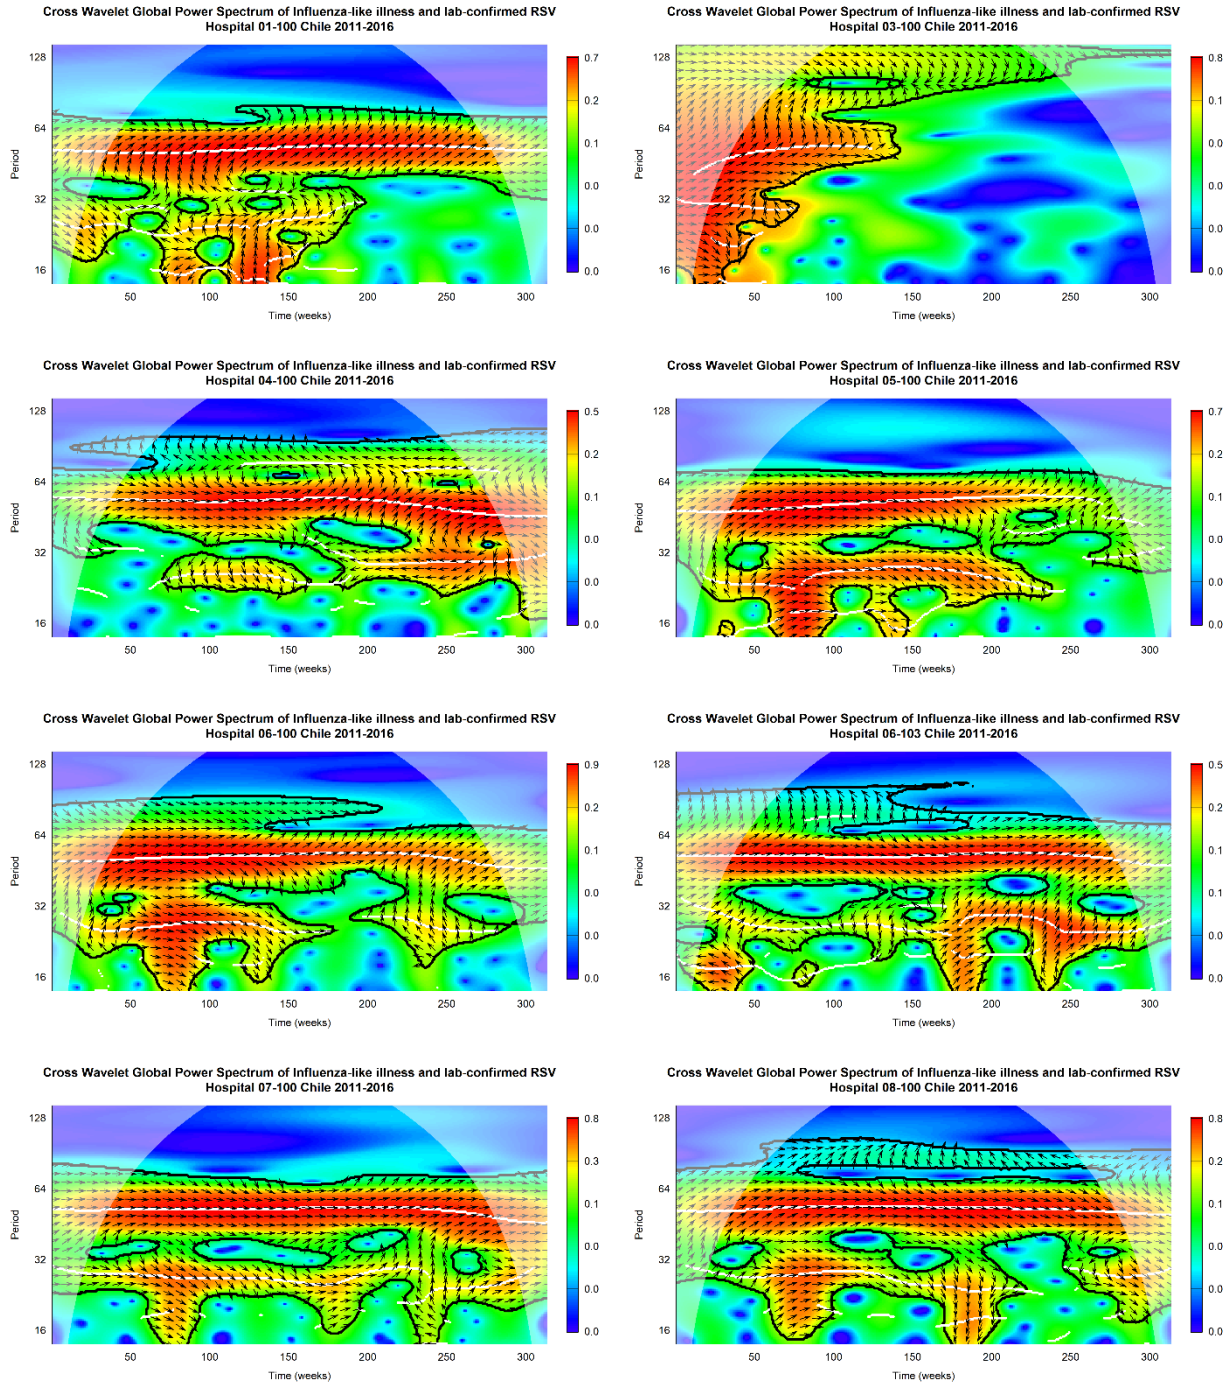 Cross Wavelet Global Power Spectrum of Influenza-like illness and lab-confirmed RSV
Hospital 01-100 Chile 2011-2016
128
64
32
16
Period
50 100 150 200 250 300
Time (weeks)
0.7
0.2
0.1
0.0
0.0
0.0
Cross Wavelet Global Power Spectrum of Influenza-like illness and lab-confirmed RSV
Hospital 03-100 Chile 2011-2016
128
64
32
16
Period
50 100 150 200 250 300
Time (weeks)
0.8
0.2
0.1
0.0
0.0
0.0
Cross Wavelet Global Power Spectrum of Influenza-like illness and lab-confirmed RSV
Hospital 04-100 Chile 2011-2016
128
64
32
16
Period
50 100 150 200 250 300
Time (weeks)
0.5
0.2
0.1
0.0
0.0
0.0
Cross Wavelet Global Power Spectrum of Influenza-like illness and lab-confirmed RSV
Hospital 05-100 Chile 2011-2016
128
64
32
16
Period
50 100 150 200 250 300
Time (weeks)
0.7
0.2
0.1
0.0
0.0
0.0
Cross Wavelet Global Power Spectrum of Influenza-like illness and lab-confirmed RSV
Hospital 06-100 Chile 2011-2016
128
64
32
16
Period
50 100 150 200 250 300
Time (weeks)
0.9
0.2
0.1
0.0
0.0
0.0
Cross Wavelet Global Power Spectrum of Influenza-like illness and lab-confirmed RSV
Hospital 06-103 Chile 2011-2016
128
64
32
16
Period
50 100 150 200 250 300
Time (weeks)
0.5
0.2
0.1
0.1
0.0
0.0
Cross Wavelet Global Power Spectrum of Influenza-like illness and lab-confirmed RSV
Hospital 07-100 Chile 2011-2016
128
64
32
16
Period
50 100 150 200 250 300
Time (weeks)
0.8
0.3
0.1
0.0
0.0
0.0
Cross Wavelet Global Power Spectrum of Influenza-like illness and lab-confirmed RSV
Hospital 08-100 Chile 2011-2016
128
64
32
16
Period
50 100 150 200 250 300
Time (weeks)
0.8
0.2
0.1
0.0
0.0
0.0